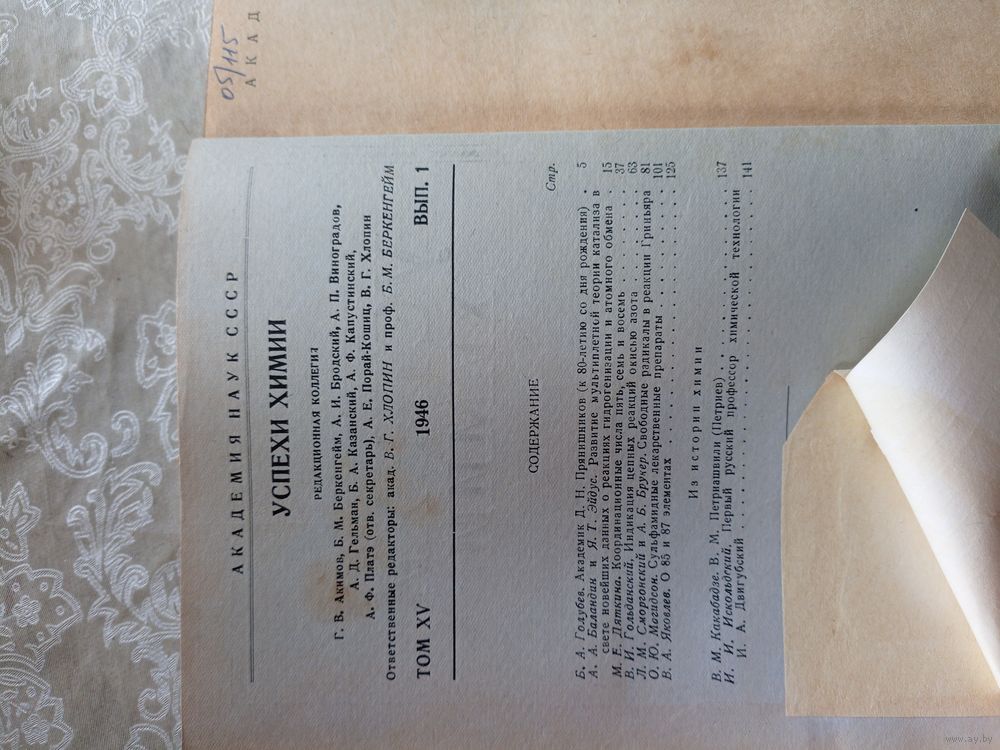 05/115
А К А Д
АКАДЕМИЯ НАУК СССР
УСПЕХИ ХИМИИ
РЕДАКЦИОННАЯ КОЛЛЕГИЯ
Г. В. Акимов, Б. М. Беркенгейм, А. И. Бродский, А. П. Виноградов,
А. Д. Гельман, Б. А. Казанский, А. Ф. Капустинский,
А. Ф. Платэ (отв. секретарь), А. Е. Порай-Кошиц, В. Г. Хлопин
Ответственные редакторы: акад. В. Г. ХЛОПИН и проф. Б. М. БЕРКЕНГЕЙМ
ТОМ XV 1946 ВЫП. 1
СОДЕРЖАНИЕ
Стр.
Б. А. Голубев. Академик Д. Н. Прянишников (к 80-летию со дня рождения) . 5
А. А. Баландин и Я. Т. Эйдус. Развитие мультиплетной теории катализа в
свете новейших данных о реакциях гидрогенизации и атомного обмена . 15
М. Е. Дяткина. Координационные числа пять, семь и восемь . . . . . . . 37
В. И. Гольданский. Индикация цепных реакций окисью азота . . . . . . . 63
Л. М. Сморгонский и А. Б. Брукер. Свободные радикалы в реакции Гриньяра 81
О. Ю. Магидсон. Сульфамидные лекарственные препараты . . . . . . . . . 101
В. А. Яковлев. О 85 и 87 элементах . . . . . . . . . . . . . . . . . . 125
Из истории химии
В. М. Какабадзе. В. М. Петриашвили (Петриев) . . . . . . . . . . . . . 137
И. И. Искольдский. Первый русский профессор химической технологии
И. А. Двигубский . . . . . . . . . . . . . . . . . . . . . . . . . 141
www.ay.by